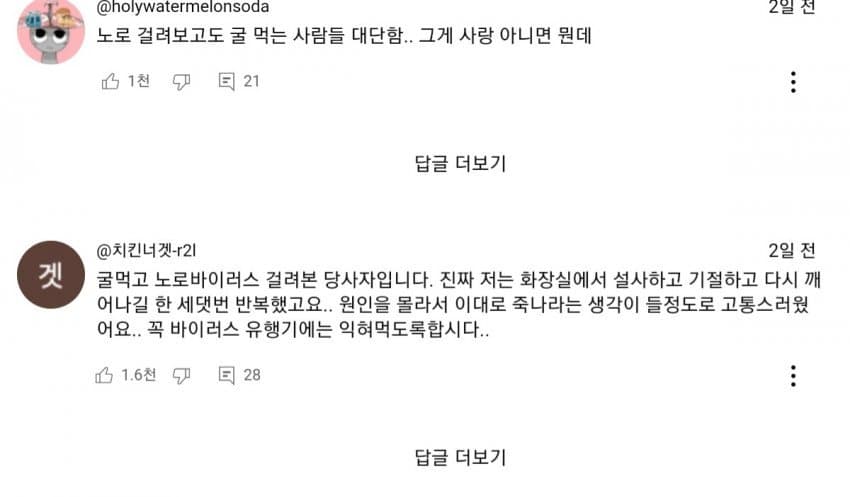 @holywatermelonsoda
2일 전
노로 걸려보고도 굴 먹는 사람들 대단함.. 그게 사랑 아니면 뭔데
1천
21
답글 더보기
겟
@치킨너겟-r2l
2일 전
굴먹고 노로바이러스 걸려본 당사자입니다. 진짜 저는 화장실에서 설사하고 기절하고 다시 깨
어나길 한 세댓번 반복했고요.. 원인을 몰라서 이대로 죽나라는 생각이 들정도로 고통스러웠
어요.. 꼭 바이러스 유행기에는 익혀먹도록합시다..
1.6천
28
답글 더보기